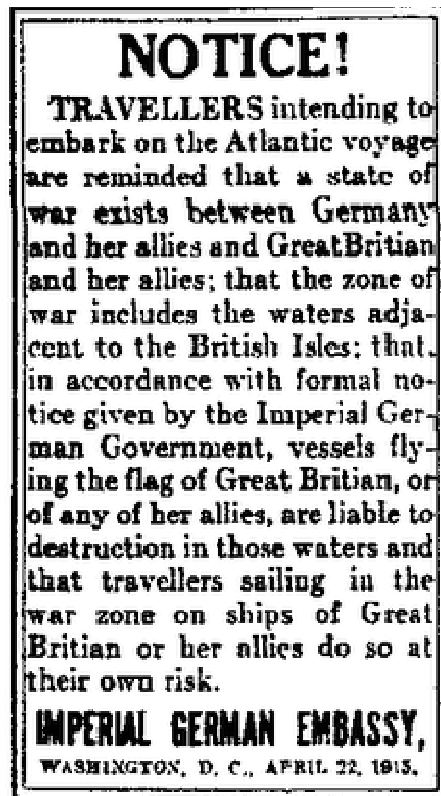 NOTICE!
TRAVELLERS intending to
embark on the Atlantic voyage
are reminded that a state of
war exists between Germany
and her allies and Great Britian
and her allies; that the zone of
war includes the waters adja-
cent to the British Isles; that,
in accordance with formal no-
tice given by the Imperial Ger-
man Government, vessels fly-
ing the flag of Great Britian, or
of any of her allies, are liable to
destruction in those waters and
that travellers sailing in the
war zone on ships of Great
Britian or her allies do so at
their own risk.
IMPERIAL GERMAN EMBASSY,
WASHINGTON, D. C., APRIL 22, 1915.